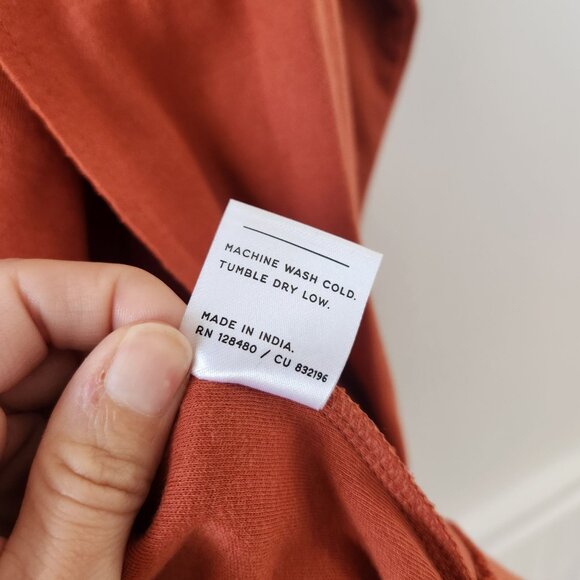 MACHINE WASH COLD.
TUMBLE DRY LOW.
MADE IN INDIA.
RN 128480 / CU 832196